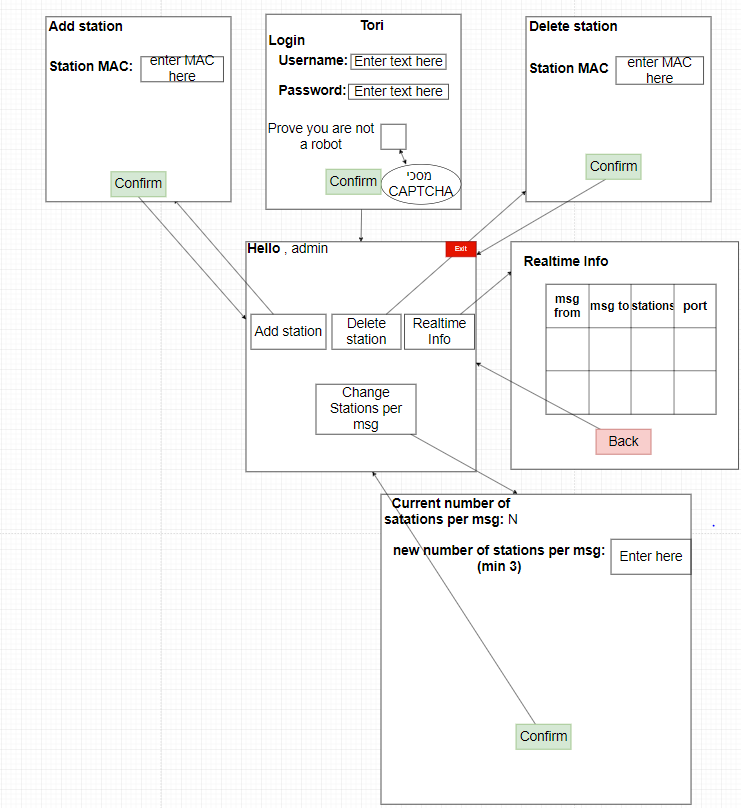 Add station
Station MAC:
enter MAC
here
Confirm
Tori
Login
Username: Enter text here
Password: Enter text here
Prove you are not
a robot
Confirm
מסכי
CAPTCHA
Delete station
Station MAC
enter MAC
here
Confirm
Hello , admin
Exit
Add station
Delete
station
Realtime
Info
Change
Stations per
msg
Realtime Info
msg
from
msg to
stations
port
Back
Current number of
satations per msg: N
new number of stations per msg:
(min 3)
Enter here
Confirm